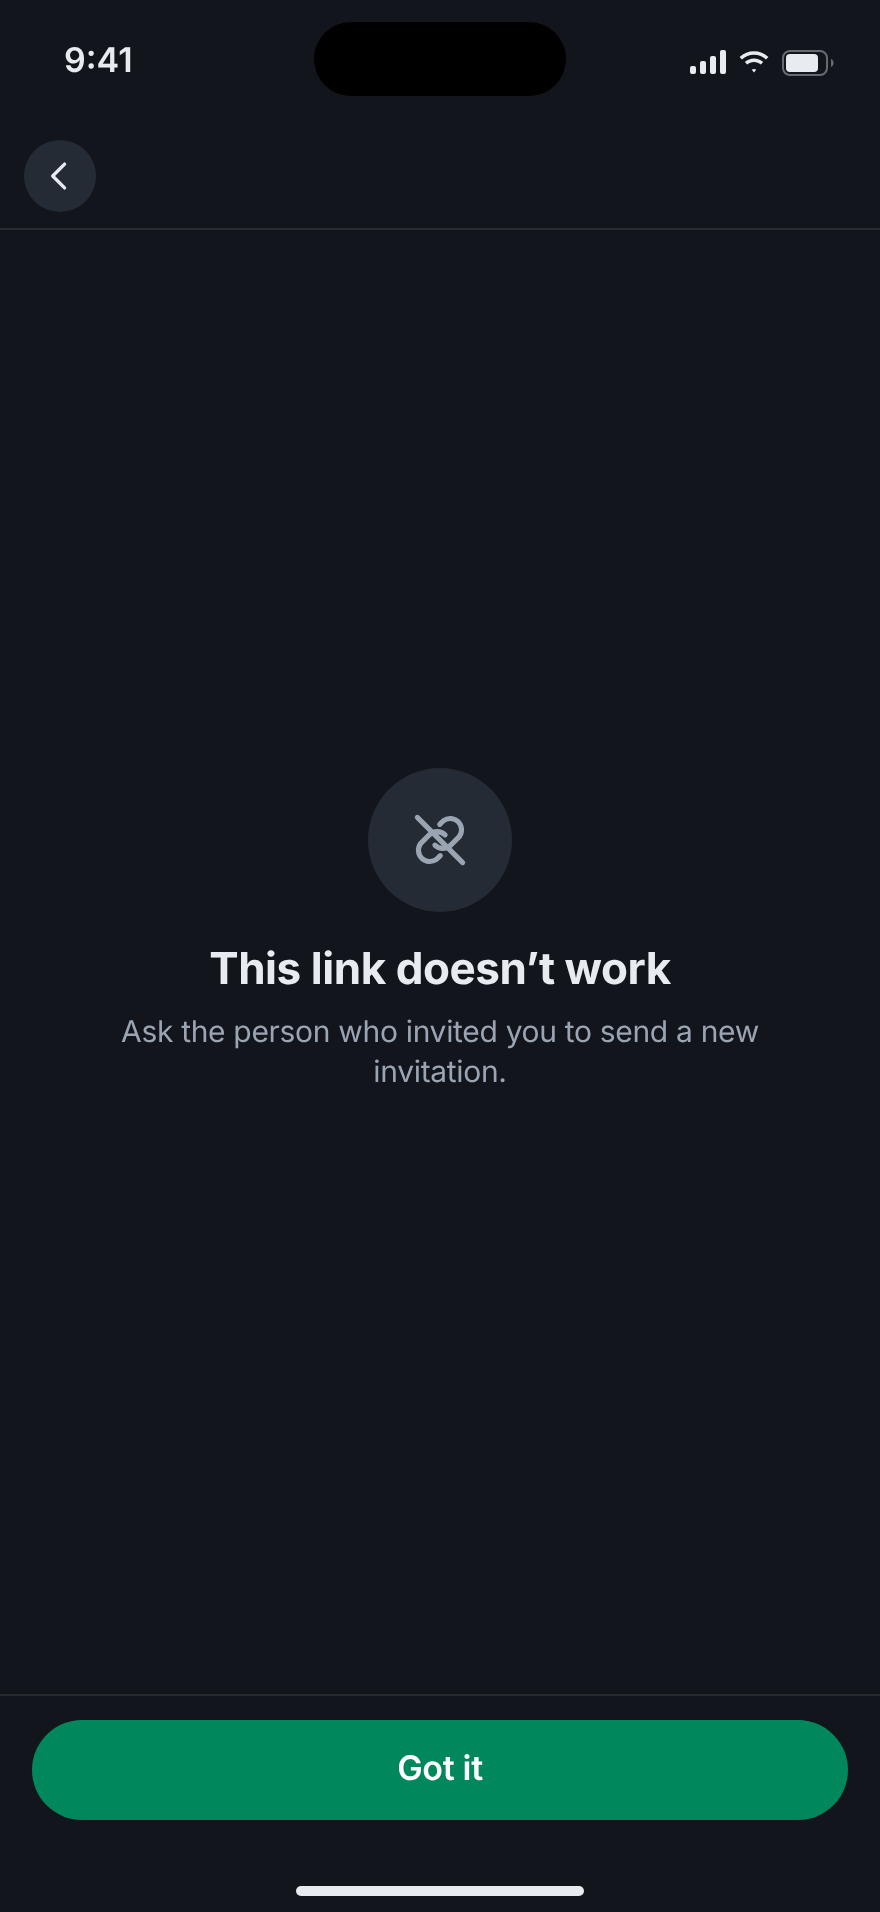 9:41
This link doesn’t work
Ask the person who invited you to send a new
invitation.
Got it